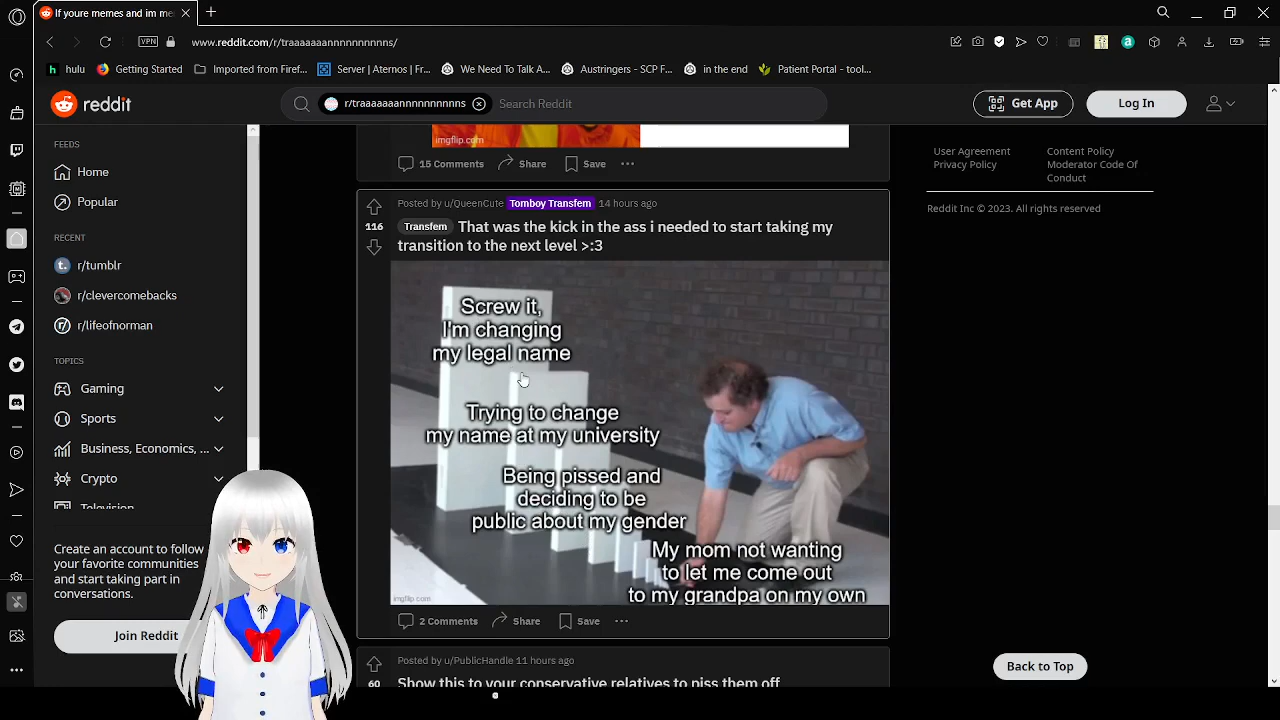 If youre memes and im me
www.reddit.com/r/traaaaaaannnnnnnnnns/
VPN
hulu
Getting Started
Imported from Firef...
Server | Aternos | Fr...
We Need To Talk A...
Austringers - SCP F...
in the end
Patient Portal - tool...
reddit
r/traaaaaaannnnnnnnnns
Search Reddit
Get App
Log In
FEEDS
Home
Popular
RECENT
r/tumblr
r/clevercomebacks
r/lifeofnorman
TOPICS
Gaming
Sports
Business, Economics, ...
Crypto
Television
Create an account to follow
your favorite communities
and start taking part in
conversations.
Join Reddit
imgflip.com
15 Comments Share Save
Posted by u/QueenCute Tomboy Transfem 14 hours ago
116
Transfem That was the kick in the ass i needed to start taking my
transition to the next level >:3
Screw it,
I'm changing
my legal name
Trying to change
my name at my university
Being pissed and
deciding to be
public about my gender
My mom not wanting
to let me come out
to my grandpa on my own
imgflip.com
2 Comments Share Save
Posted by u/PublicHandle 11 hours ago
60
Show this to your conservative relatives to piss them off
User Agreement
Privacy Policy
Content Policy
Moderator Code Of
Conduct
Reddit Inc © 2023. All rights reserved
Back to Top